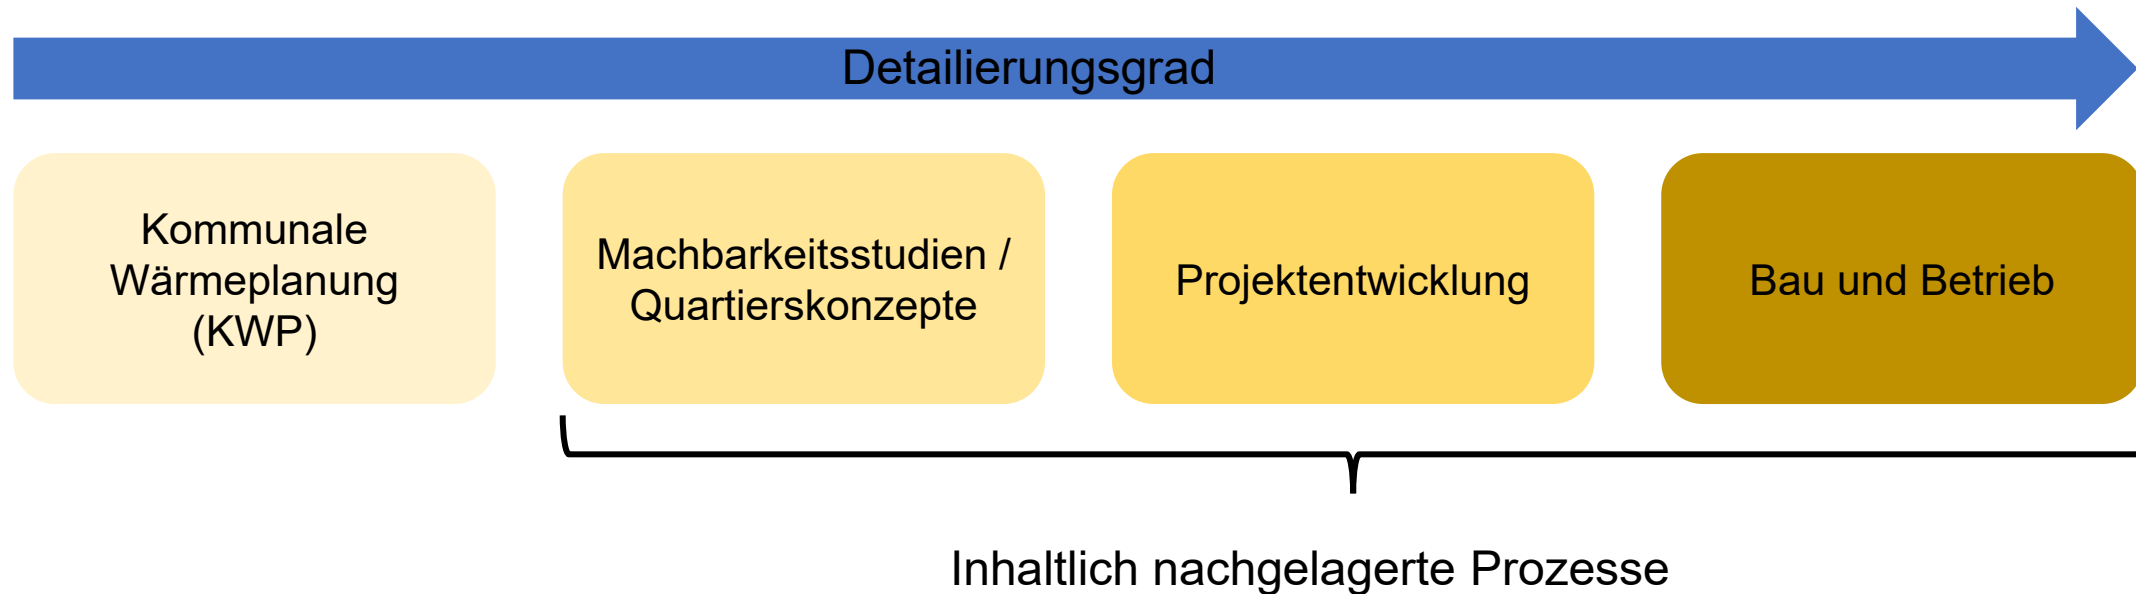 Detailierungsgrad
Kommunale
Wärmeplanung
(KWP)
Machbarkeitsstudien /
Quartierskonzepte
Projektentwicklung
Bau und Betrieb
Inhaltlich nachgelagerte Prozesse